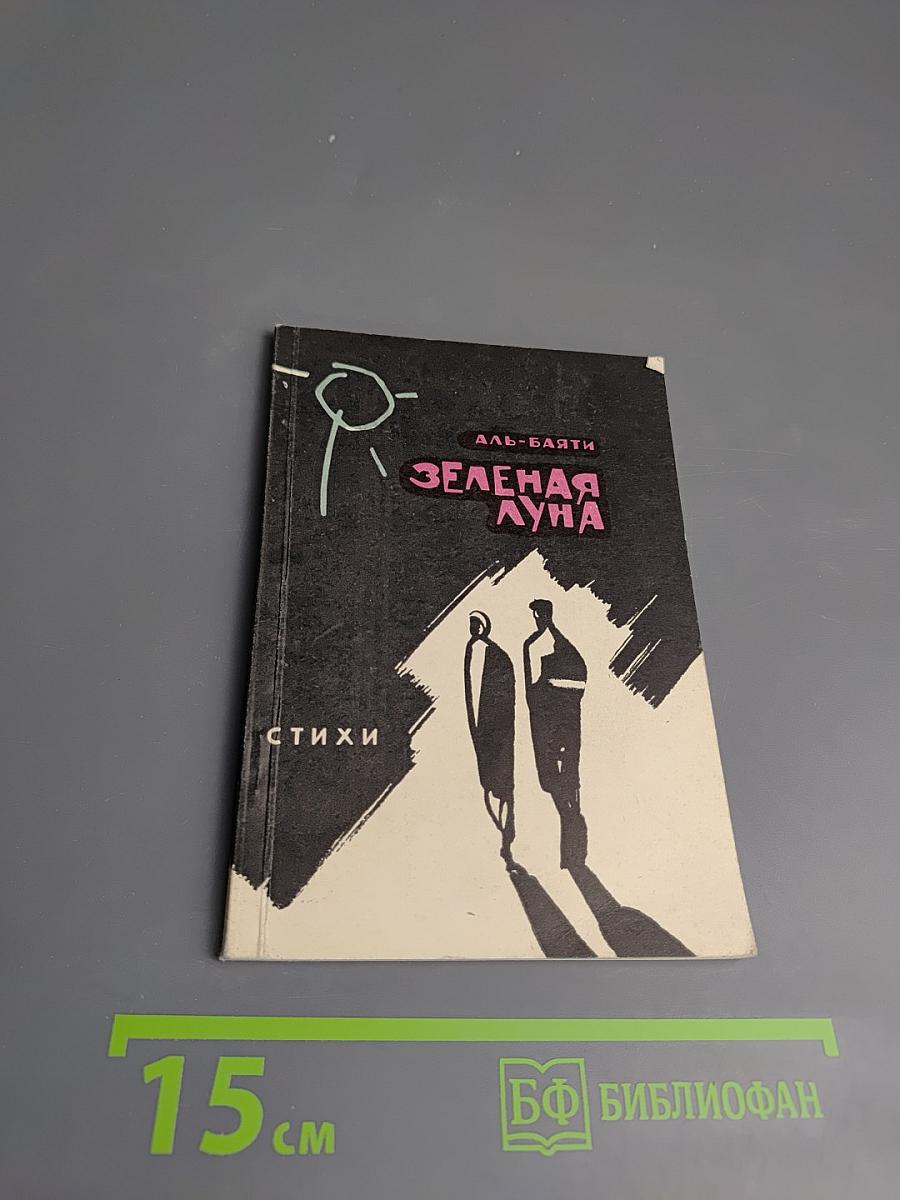 АЛЬ-БАЯТИ
ЗЕЛЕНАЯ
ЛУНА
СТИХИ
15 см
БФ БИБЛИОФАН